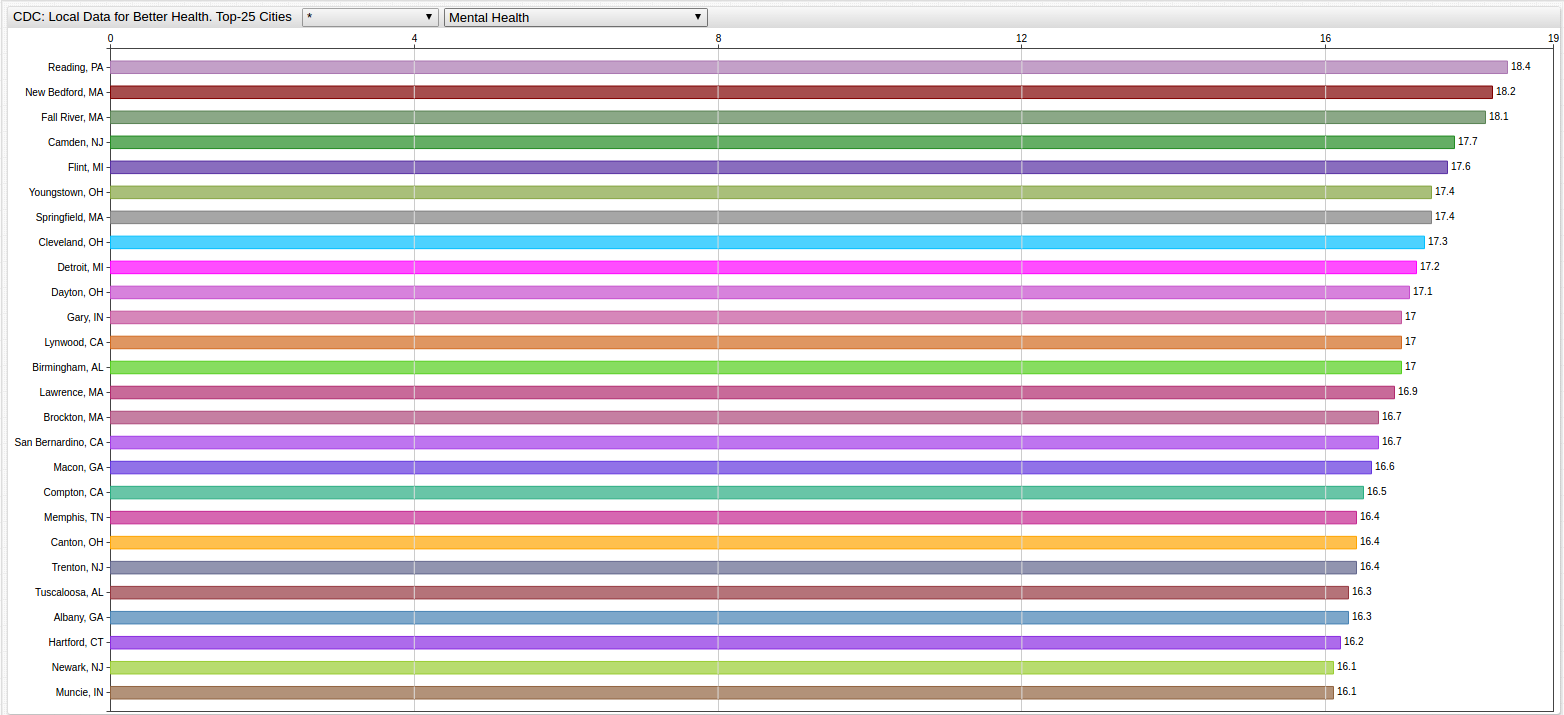 CDC: Local Data for Better Health. Top-25 Cities * Mental Health
0 4 8 12 16 19
Reading, PA 18.4
New Bedford, MA 18.2
Fall River, MA 18.1
Camden, NJ 17.7
Flint, MI 17.6
Youngstown, OH 17.4
Springfield, MA 17.4
Cleveland, OH 17.3
Detroit, MI 17.2
Dayton, OH 17.1
Gary, IN 17
Lynwood, CA 17
Birmingham, AL 17
Lawrence, MA 16.9
Brockton, MA 16.7
San Bernardino, CA 16.7
Macon, GA 16.6
Compton, CA 16.5
Memphis, TN 16.4
Canton, OH 16.4
Trenton, NJ 16.4
Tuscaloosa, AL 16.3
Albany, GA 16.3
Hartford, CT 16.2
Newark, NJ 16.1
Muncie, IN 16.1